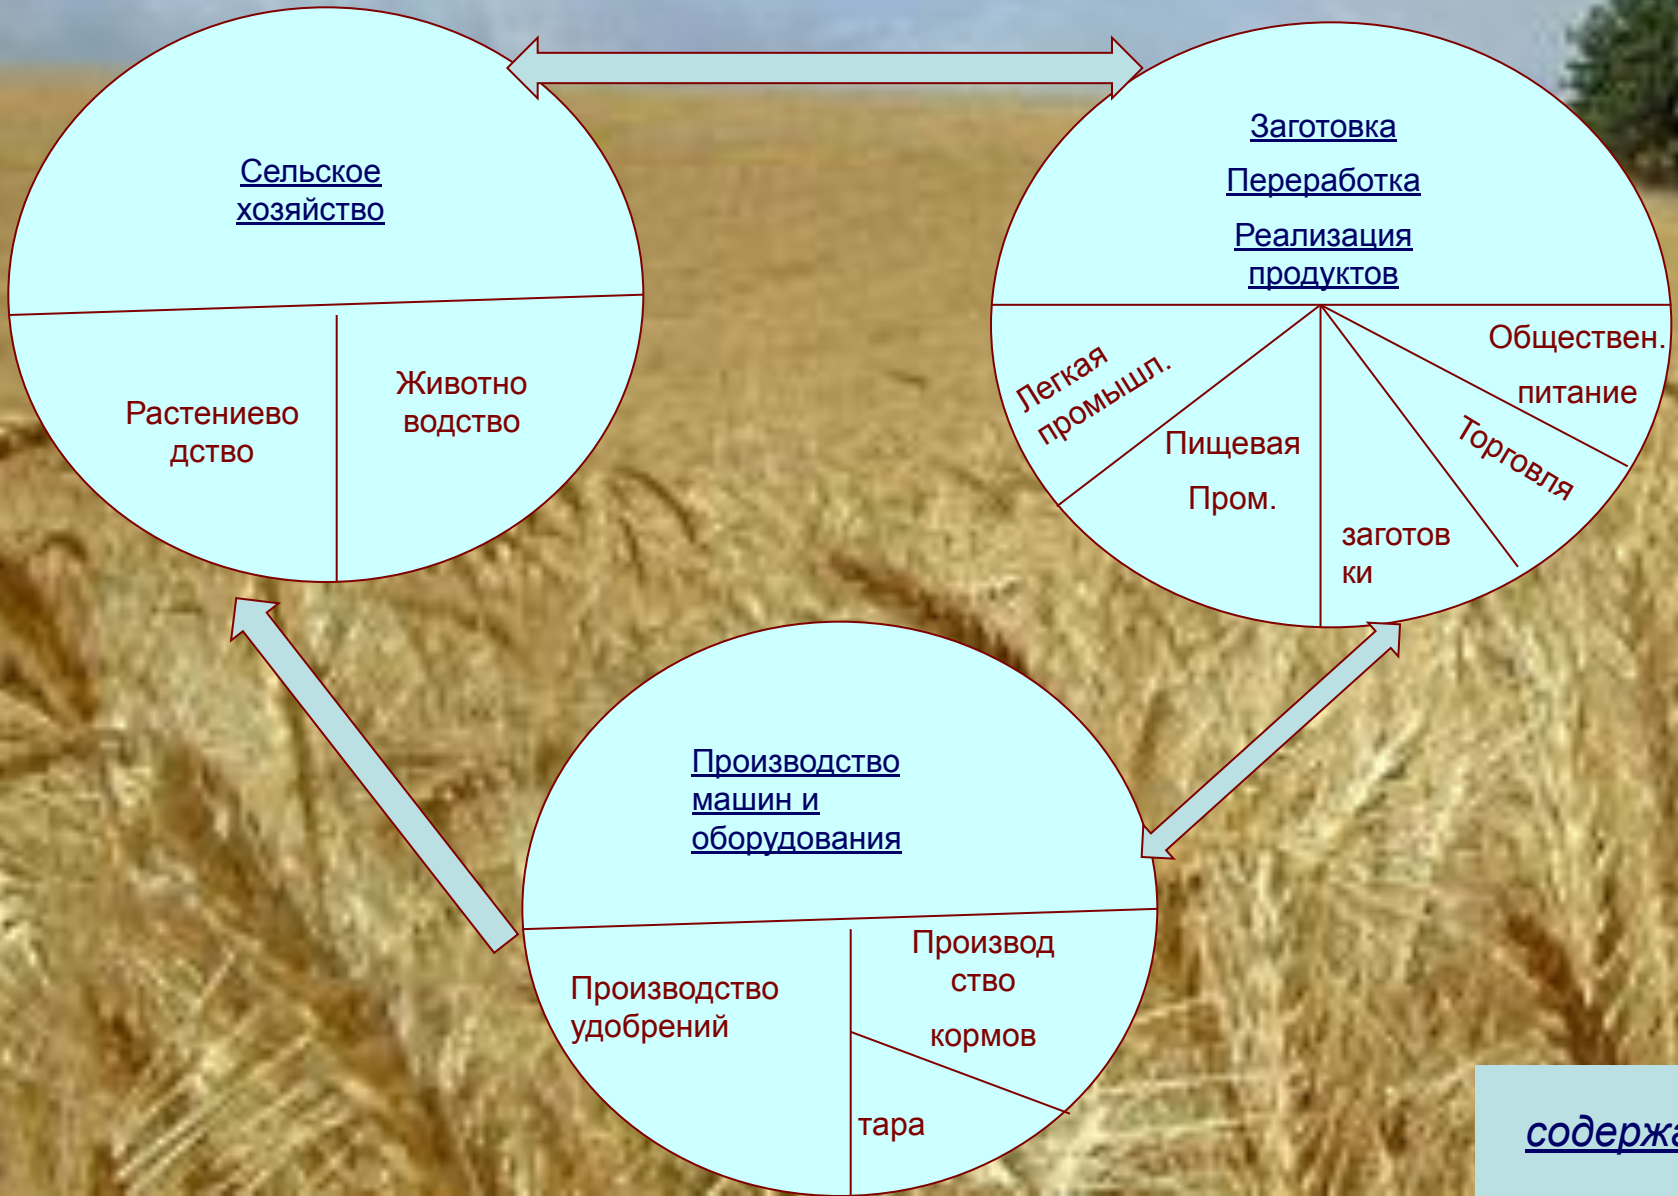 Сельское
хозяйство
Растениево
дство
Животно
водство
Заготовка
Переработка
Реализация
продуктов
Легкая
промышл.
Пищевая
Пром.
заготов
ки
Торговля
Обществен.
питание
Производство
машин и
оборудования
Производство
удобрений
Производ
ство
кормов
тара
содержа